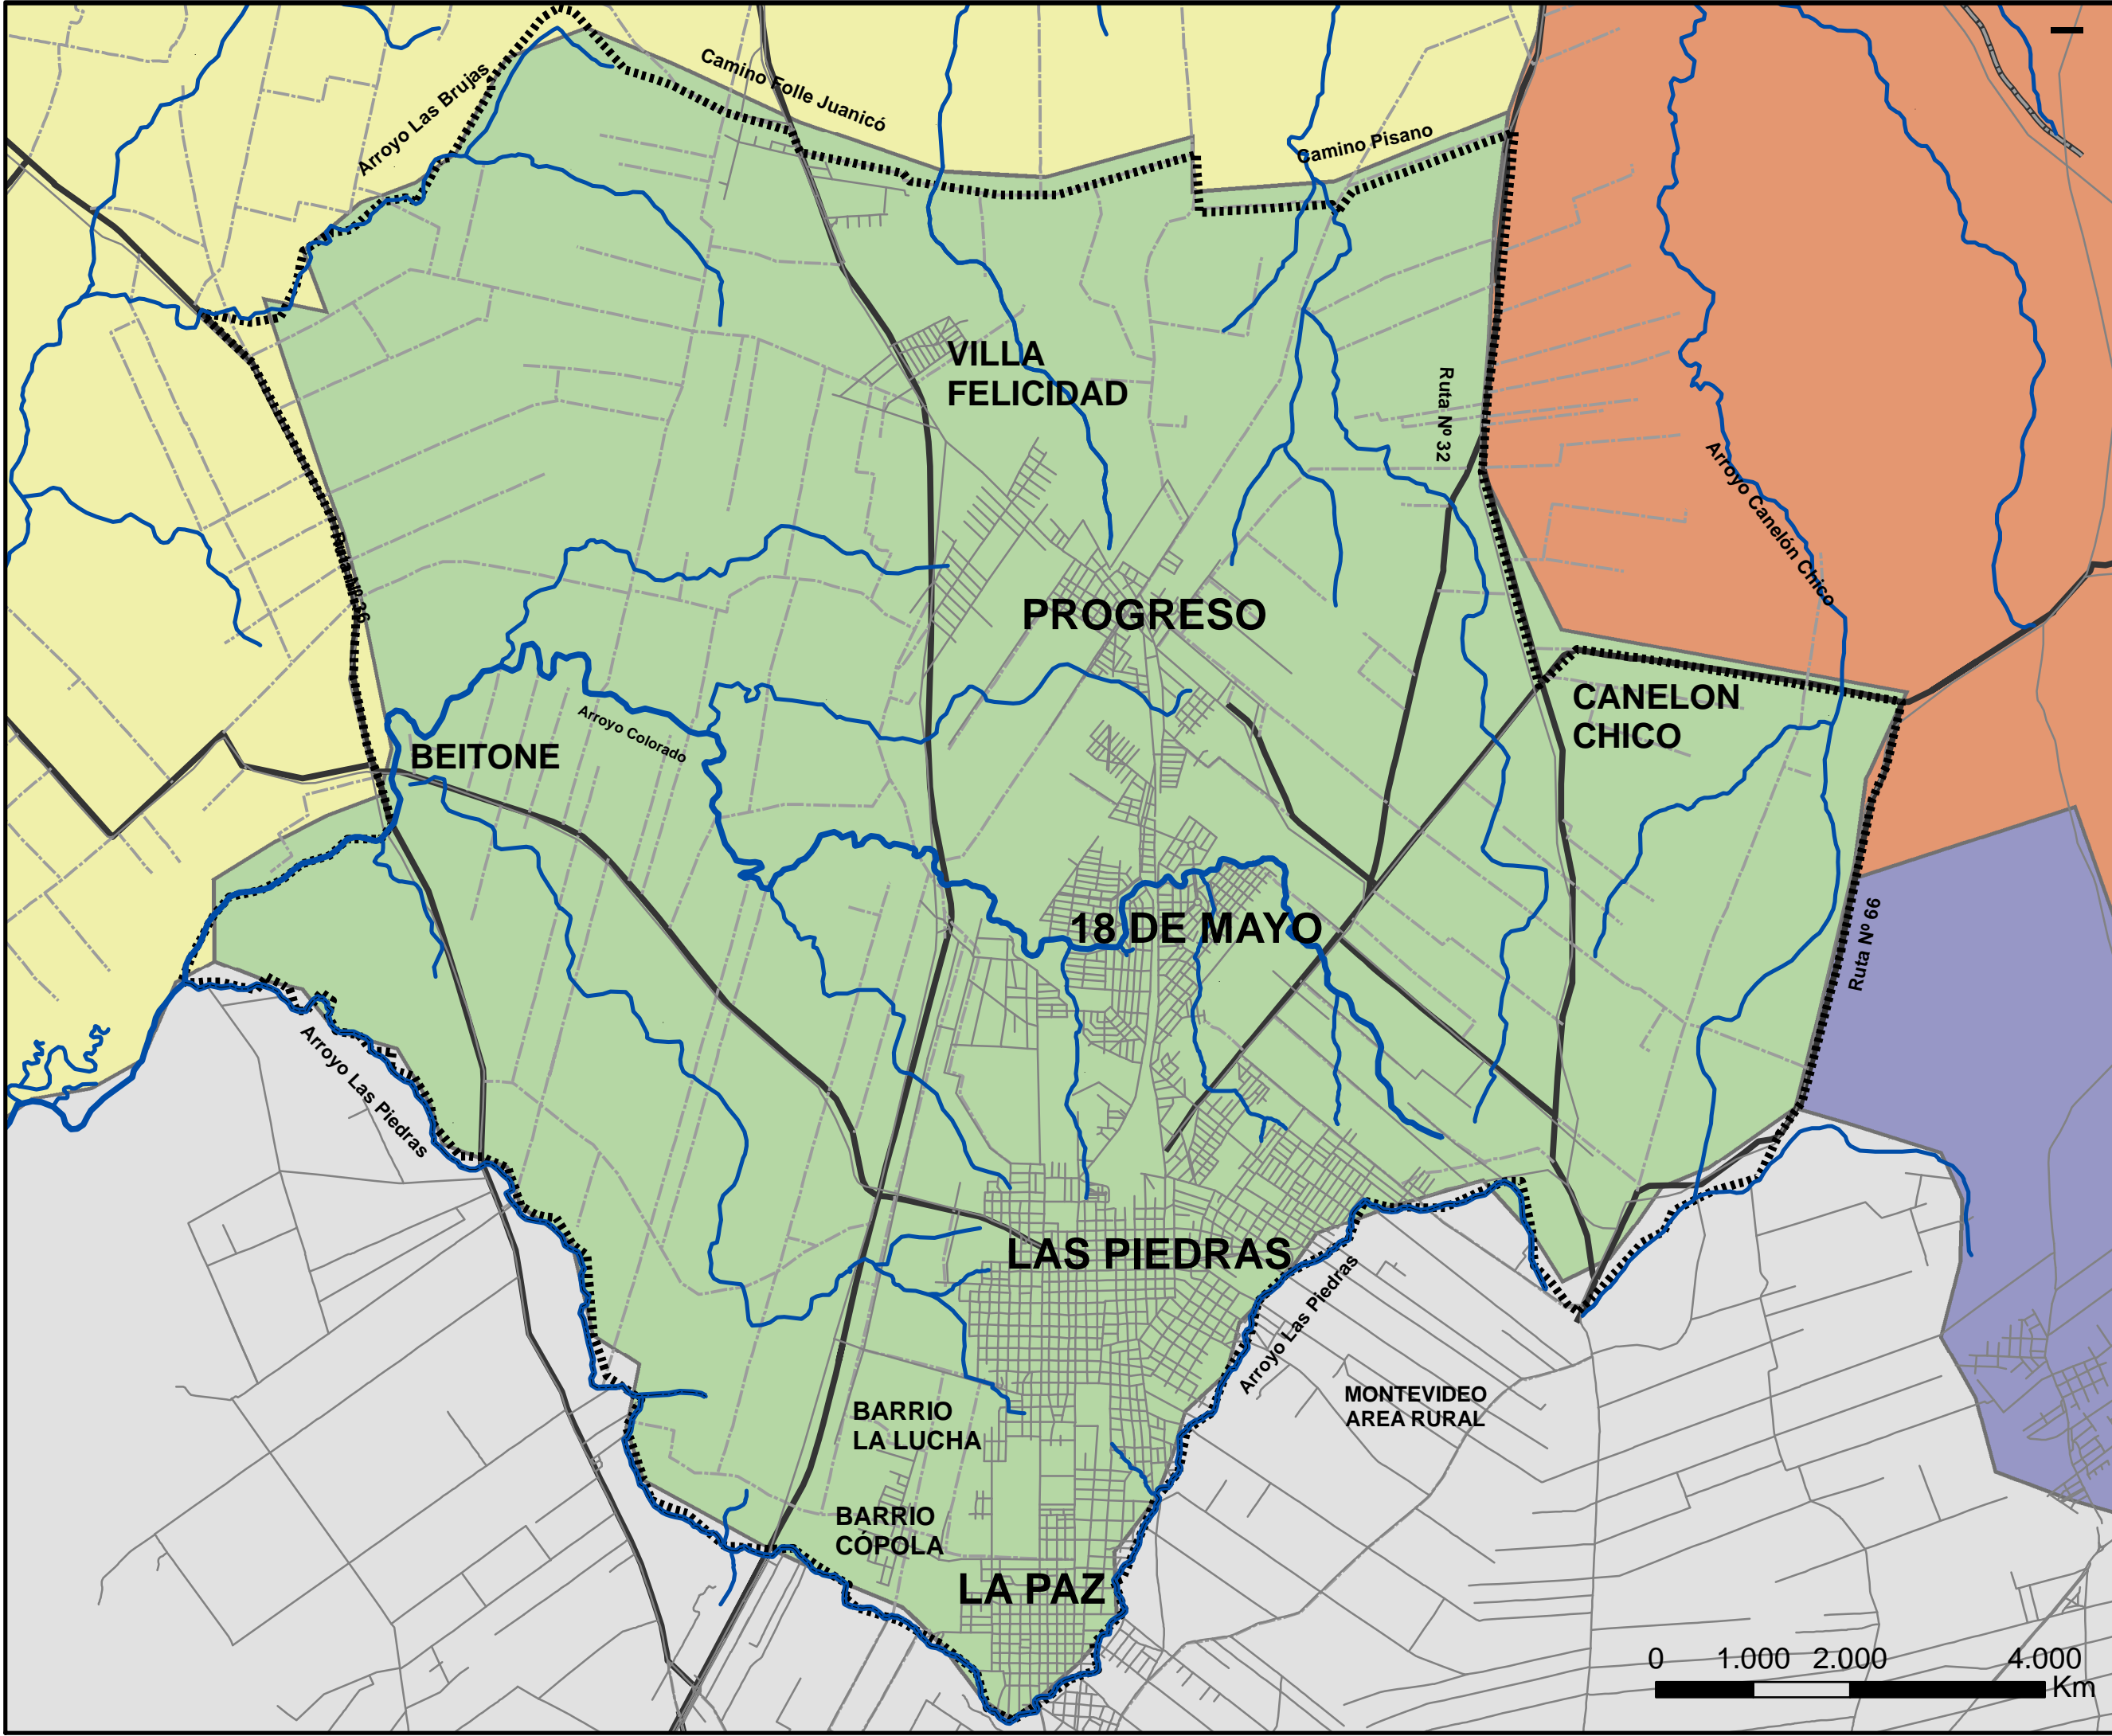 Camino Folle Juanicó
Arroyo Las Brujas
Camino Pisano
VILLA
FELICIDAD
Ruta Nº 32
Arroyo Canelón Chico
Ruta Nº 36
PROGRESO
CANELON
CHICO
Arroyo Colorado
BEITONE
18 DE MAYO
Ruta Nº 66
Arroyo Las Piedras
LAS PIEDRAS
Arroyo Las Piedras
MONTEVIDEO
AREA RURAL
BARRIO
LA LUCHA
BARRIO
CÓPOLA
LA PAZ
0 1.000 2.000 4.000
Km